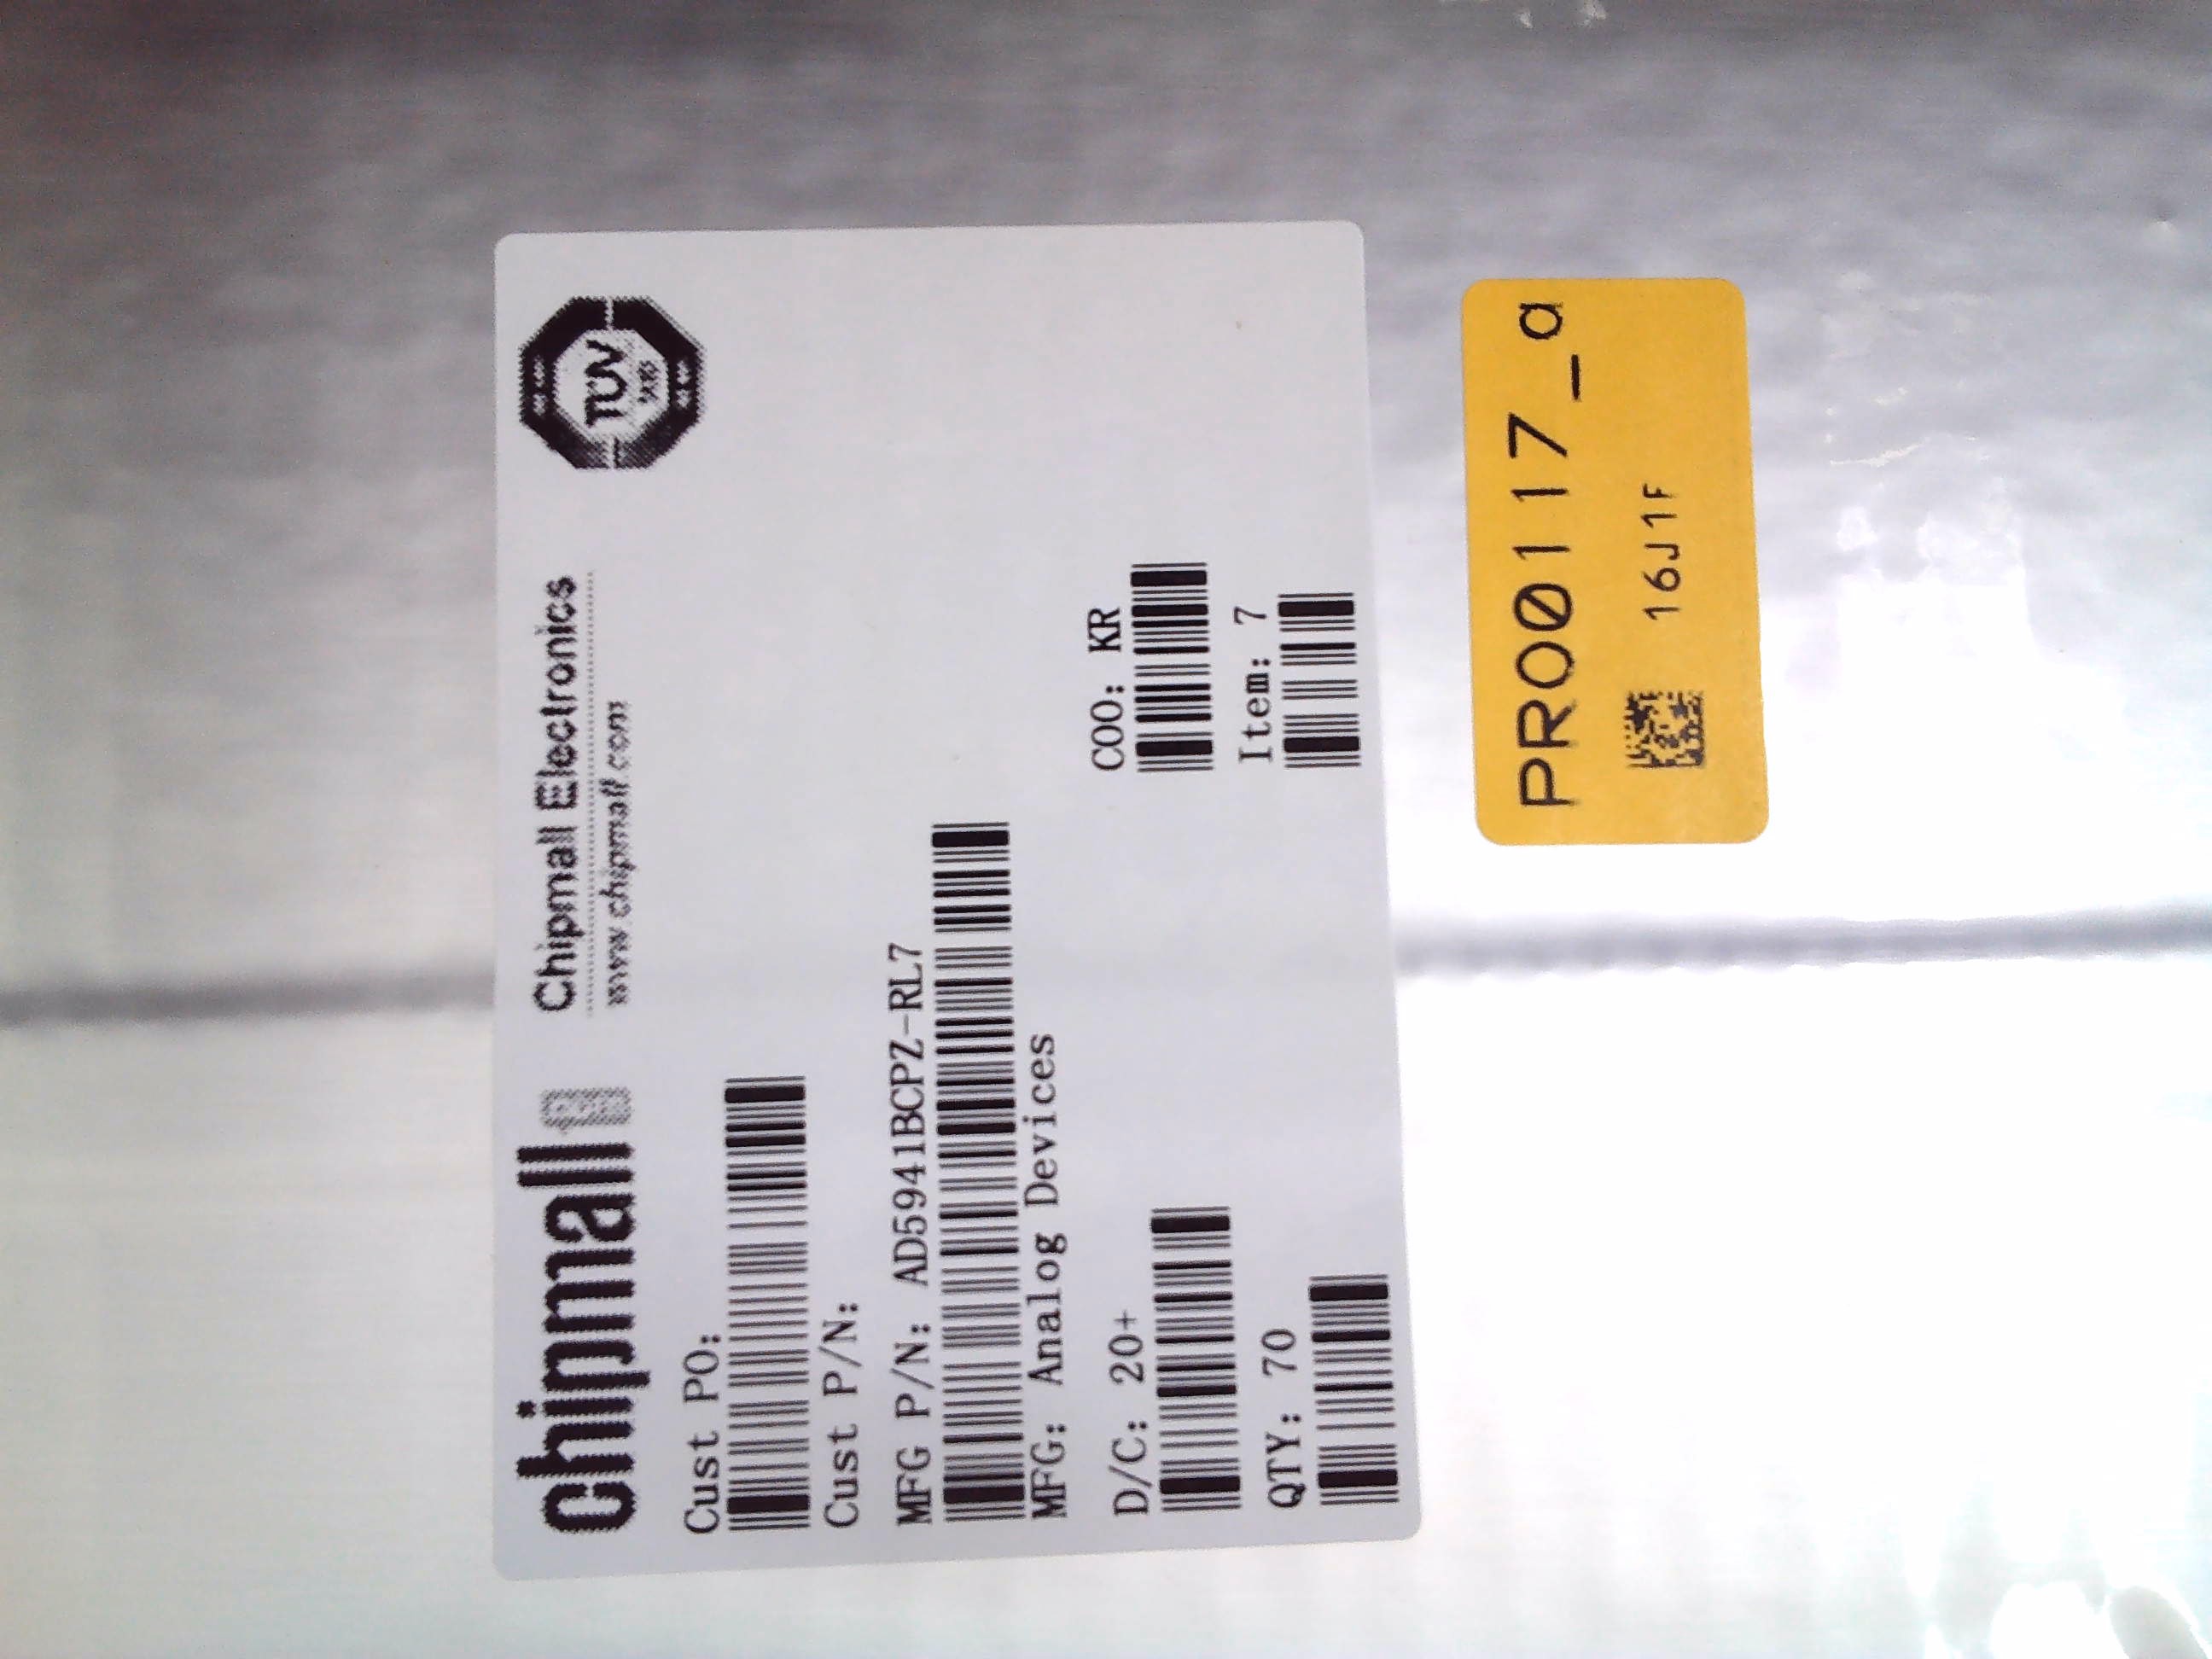 chipmall
Chipmall Electronics
www.chipmall.com
TÜV
Cust PO:
Cust P/N:
MFG P/N: AD5941BCPZ-RL7
MFG: Analog Devices
D/C: 20+
COO: KR
QTY: 70
Item: 7
PRO0117_a
16J1F